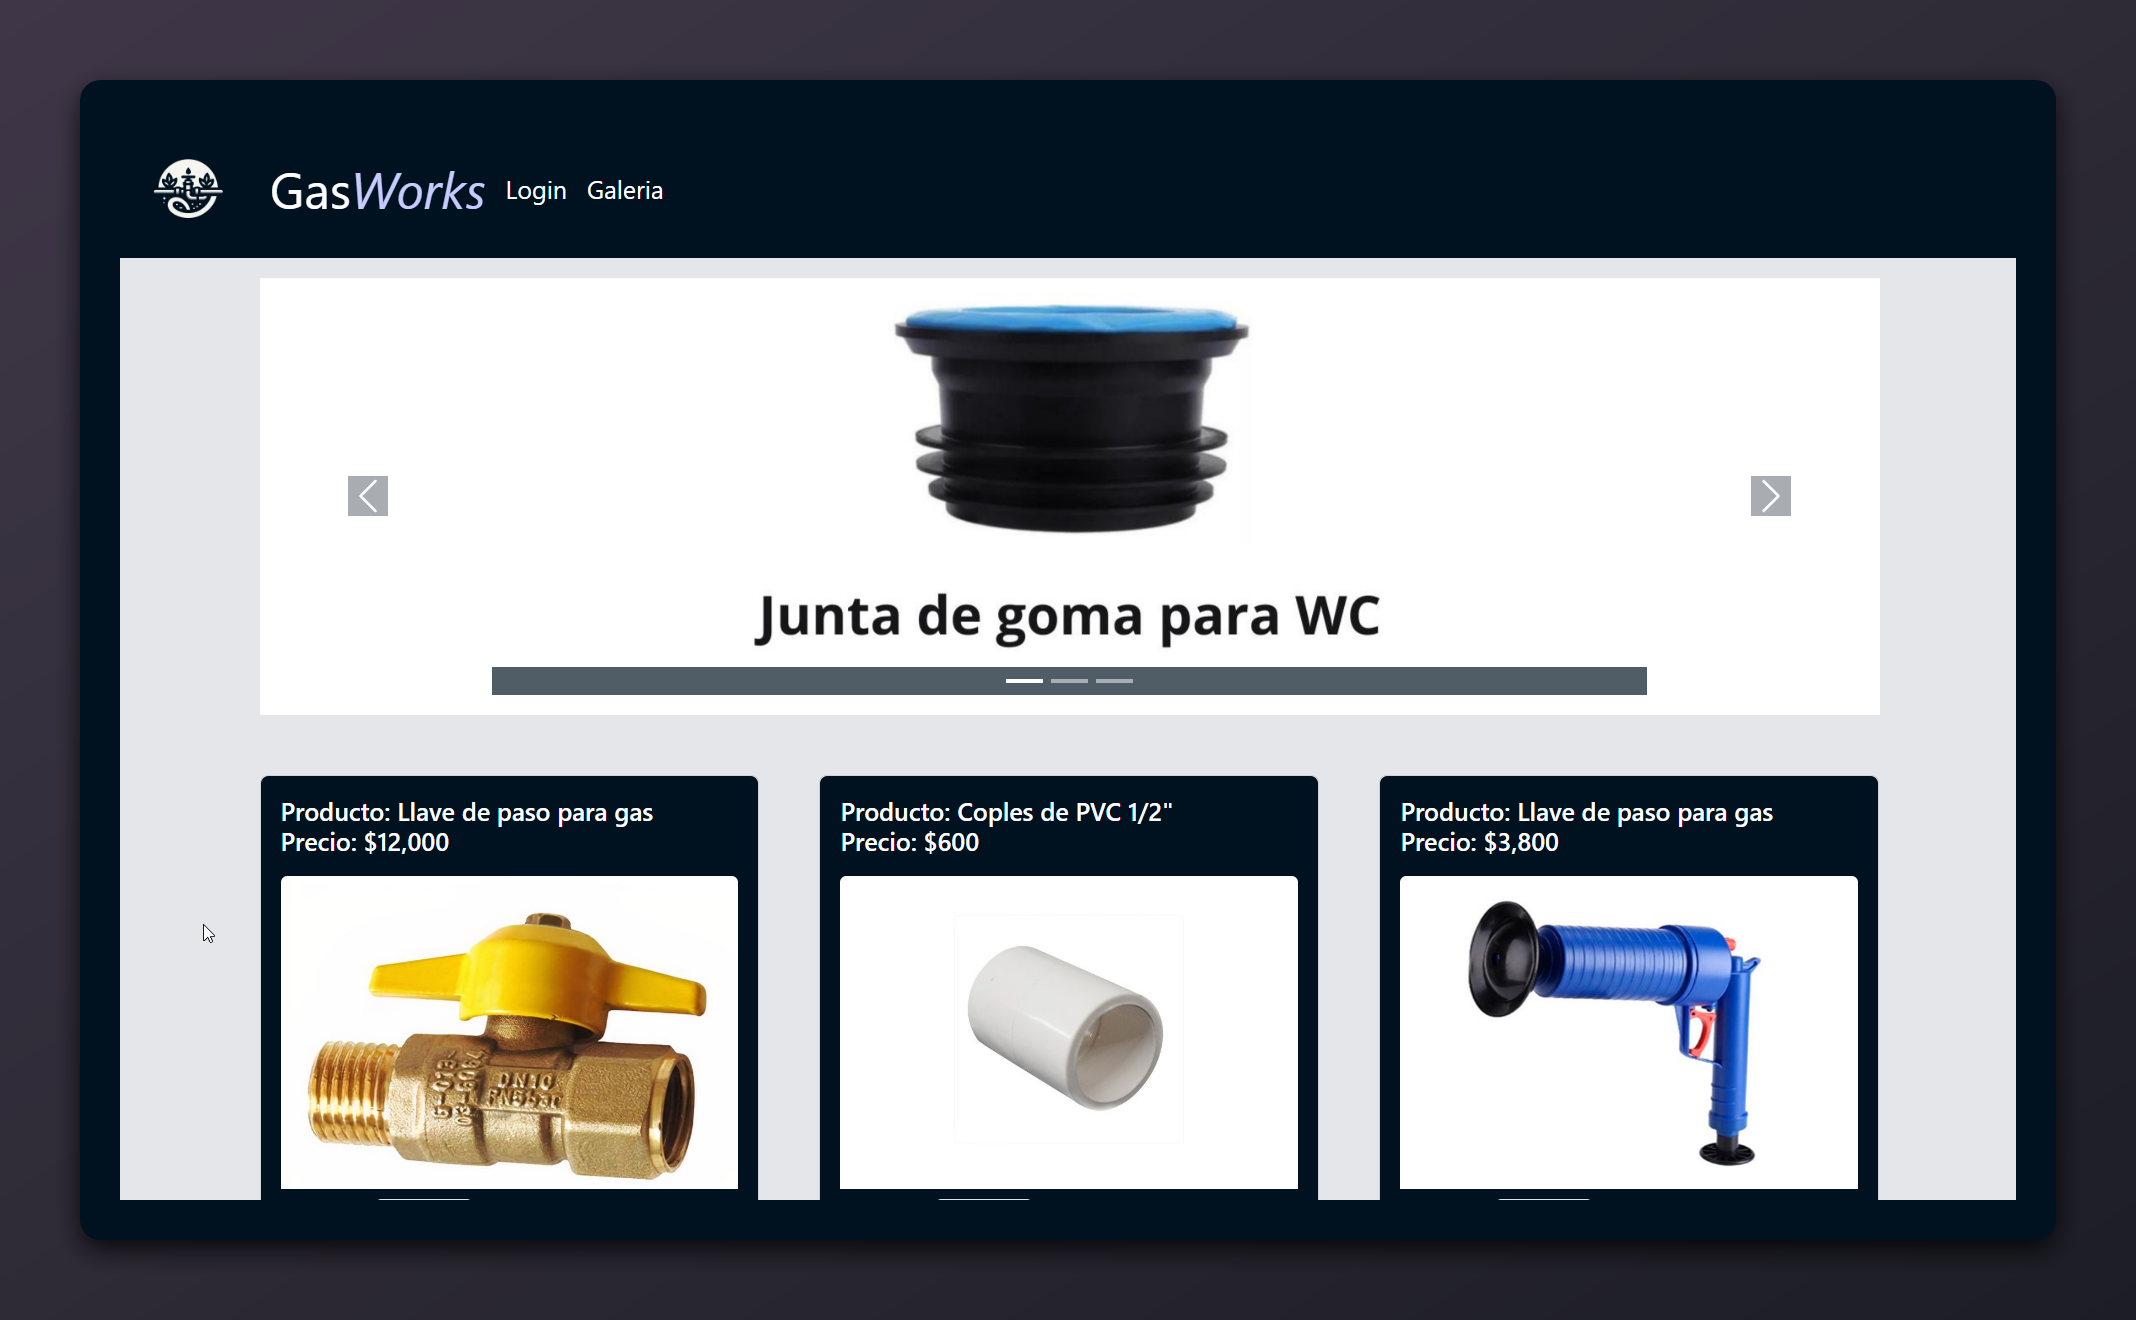 GasWorks Login Galeria
Junta de goma para WC
Producto: Llave de paso para gas
Precio: $12,000
Producto: Coples de PVC 1/2"
Precio: $600
Producto: Llave de paso para gas
Precio: $3,800
DN10